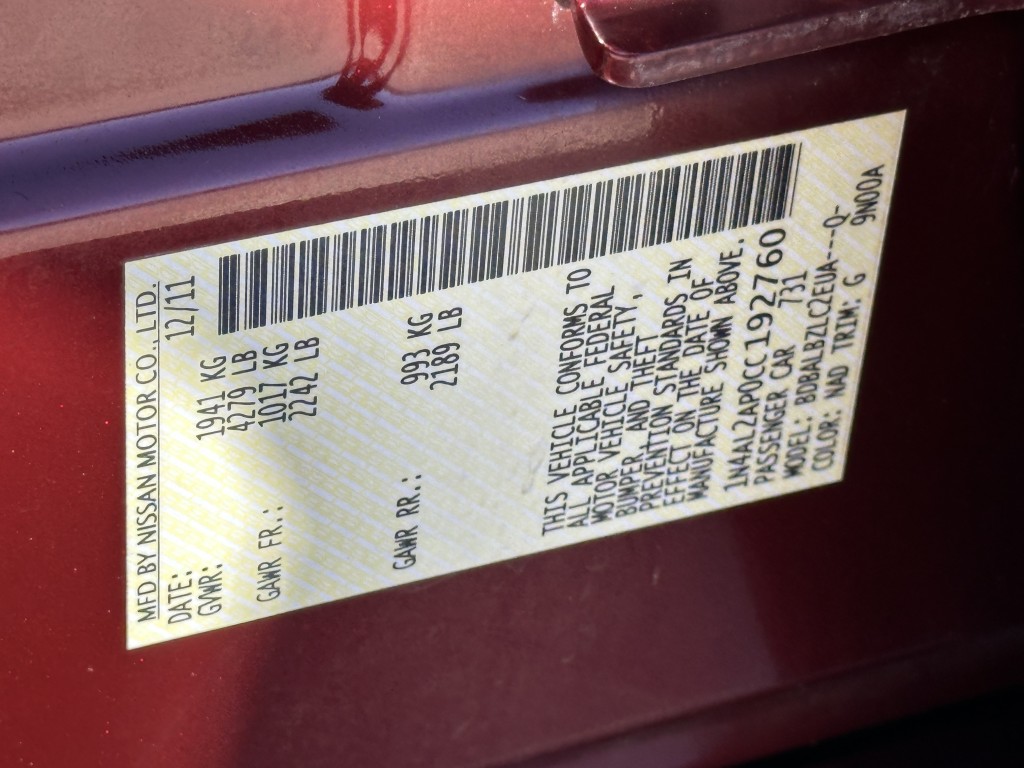 MFD BY NISSAN MOTOR CO., LTD.
DATE: 12/11
GVWR: 1941 KG
4279 LB
GAWR FR.: 1017 KG
2242 LB
GAWR RR.: 993 KG
2189 LB
THIS VEHICLE CONFORMS TO
ALL APPLICABLE FEDERAL
MOTOR VEHICLE SAFETY,
BUMPER, AND THEFT
PREVENTION STANDARDS IN
EFFECT ON THE DATE OF
MANUFACTURE SHOWN ABOVE.
1N4AL2AP0CC192760
PASSENGER CAR 731
MODEL: BDBALBZLC2EUA---Q-
COLOR: NAD TRIM: G 9N00A